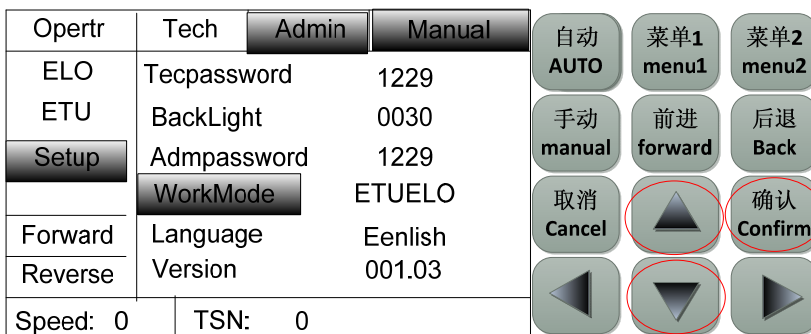 Opertr Tech Admin Manual
ELO Tecpassword 1229
ETU BackLight 0030
Setup Admpassword 1229
WorkMode ETUELO
Forward Language Eenlish
Reverse Version 001.03
Speed: 0 TSN: 0
自动 菜单1 菜单2
AUTO menu1 menu2
手动 前进 后退
manual forward Back
取消 确认
Cancel Confirm